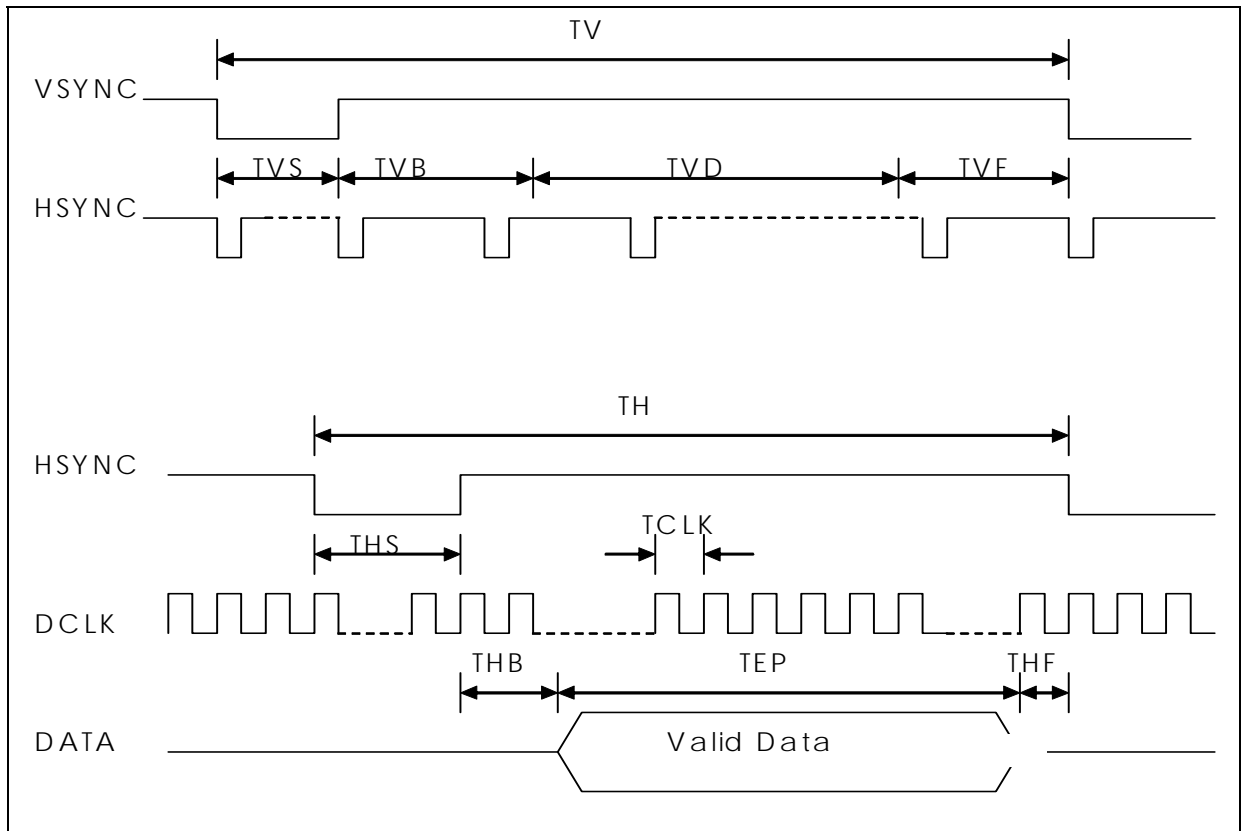 TV
VSYNC
TVS TVB TVD TVF
HSYNC
TH
HSYNC
TCLK
THS
DCLK
THB TEP THF
DATA Valid Data